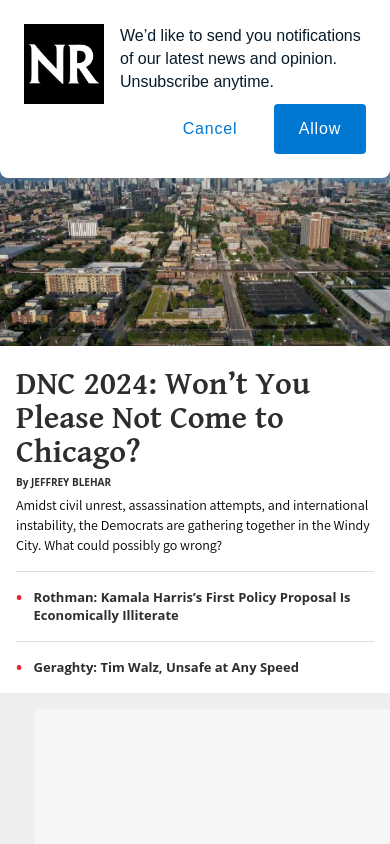 NR
We’d like to send you notifications
of our latest news and opinion.
Unsubscribe anytime.
Cancel
Allow
DNC 2024: Won’t You
Please Not Come to
Chicago?
By JEFFREY BLEHAR
Amidst civil unrest, assassination attempts, and international
instability, the Democrats are gathering together in the Windy
City. What could possibly go wrong?
• Rothman: Kamala Harris’s First Policy Proposal Is
Economically Illiterate
• Geraghty: Tim Walz, Unsafe at Any Speed